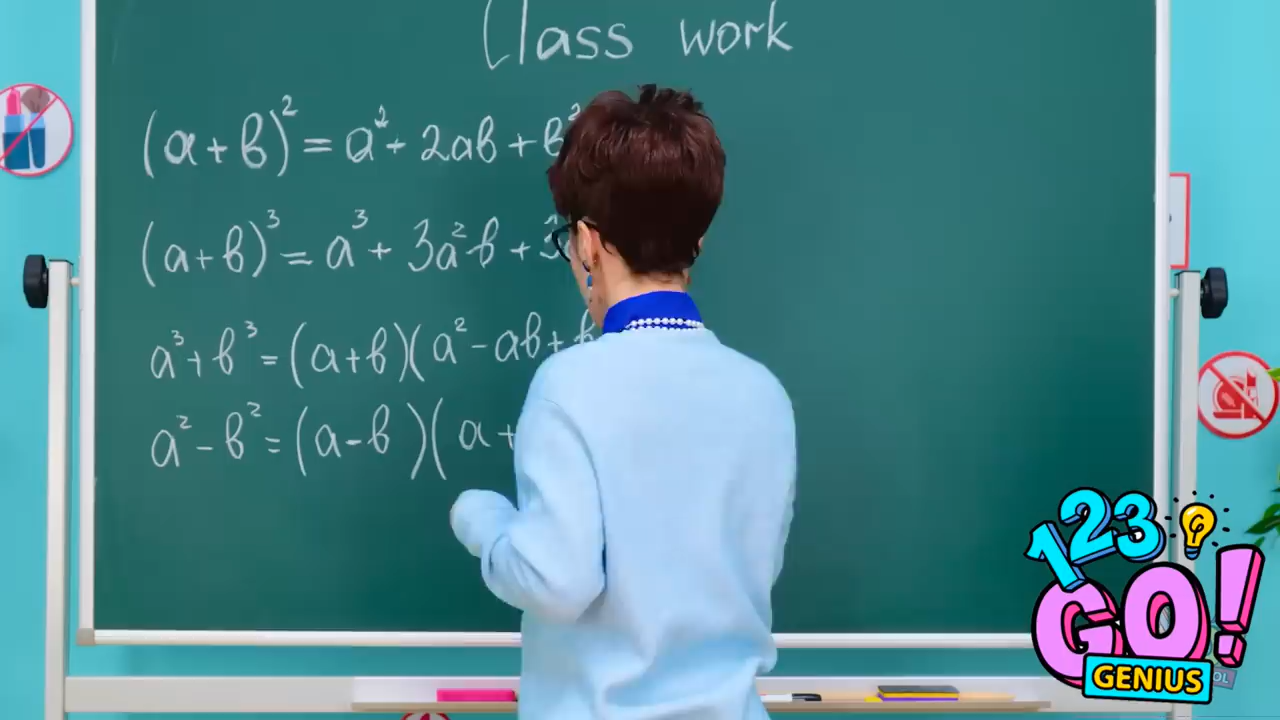 Class work
(a+b)² = a² + 2ab + b²
(a+b)³ = a³ + 3a²b + 3
a³ + b³ = (a+b)(a² - ab + b
a² - b² = (a-b)(a+
123
GO!
GENIUS